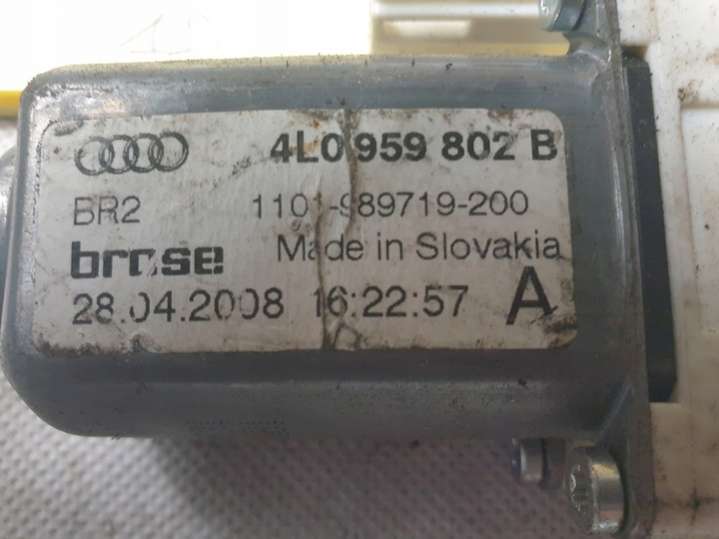 4L0 959 802 B
BR2 1101-989719-200
brose Made in Slovakia
28.04.2008 16:22:57 A